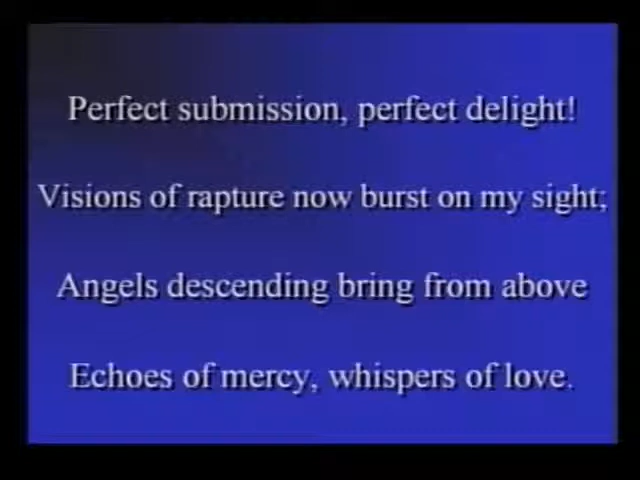 Perfect submission, perfect delight!
Visions of rapture now burst on my sight;
Angels descending bring from above
Echoes of mercy, whispers of love.